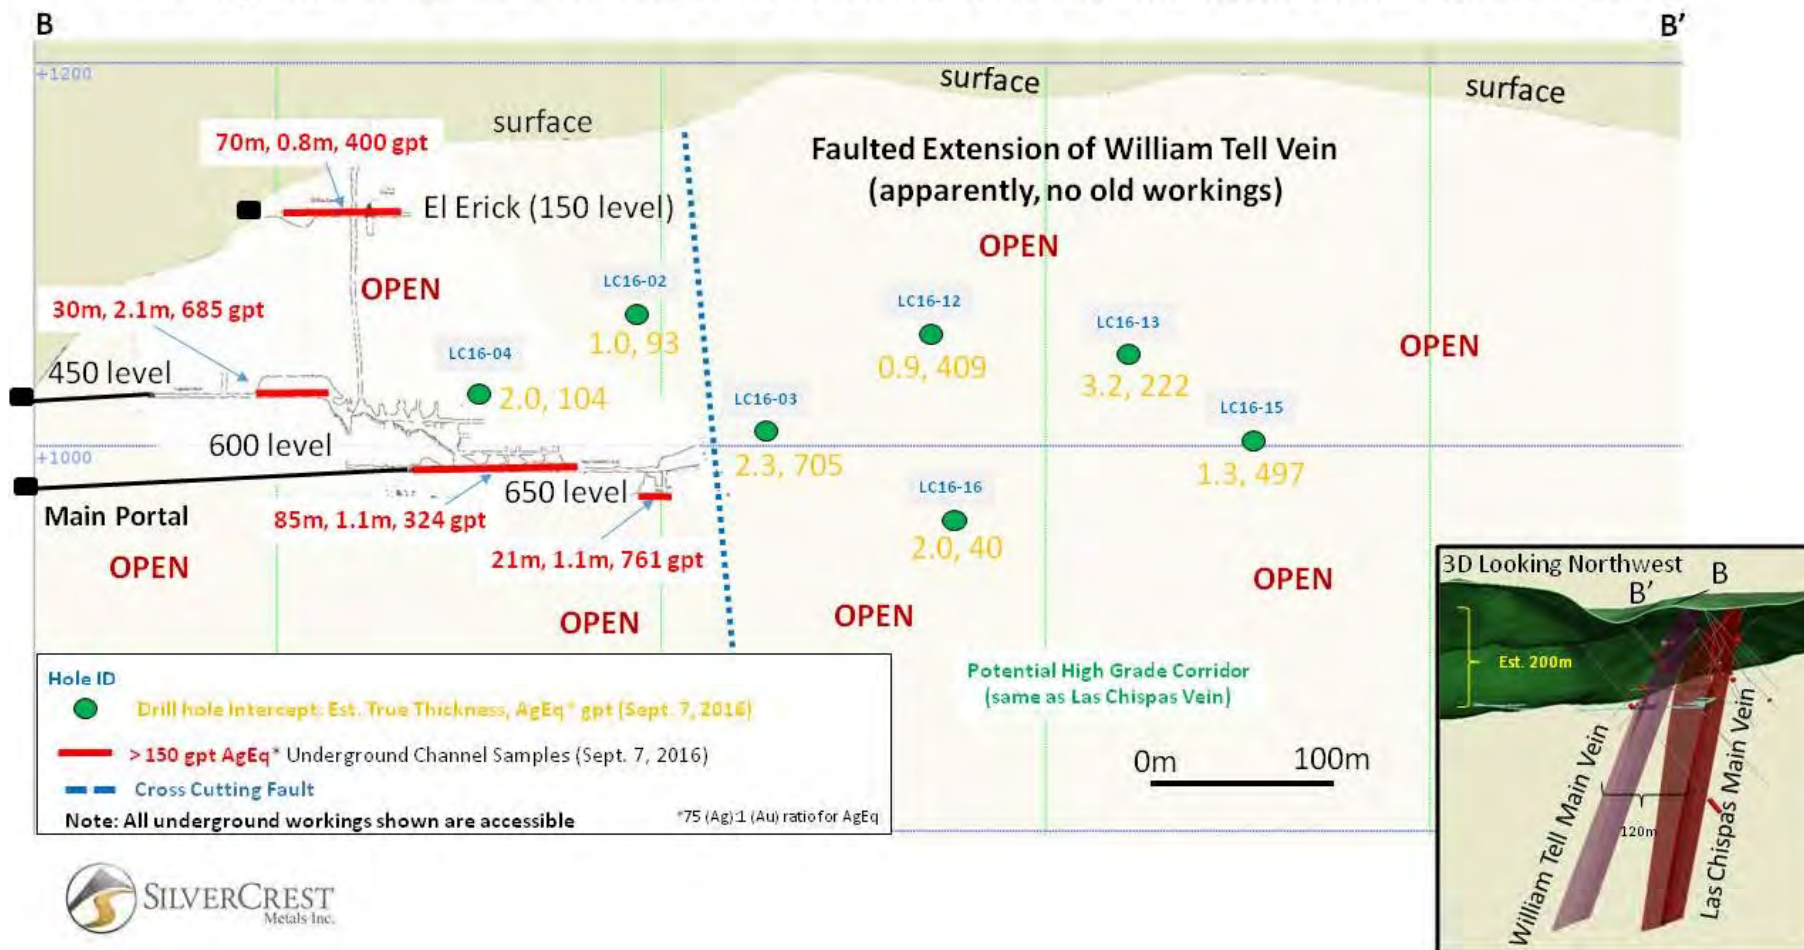 B
B’
+1200
surface
surface
surface
70m, 0.8m, 400 gpt
Faulted Extension of William Tell Vein
(apparently, no old workings)
El Erick (150 level)
OPEN
OPEN
LC16-02
1.0, 93
30m, 2.1m, 685 gpt
LC16-12
0.9, 409
LC16-13
3.2, 222
OPEN
LC16-04
2.0, 104
450 level
LC16-03
2.3, 705
LC16-15
1.3, 497
600 level
+1000
LC16-16
2.0, 40
650 level
Main Portal
85m, 1.1m, 324 gpt
21m, 1.1m, 761 gpt
OPEN
OPEN
OPEN
OPEN
Potential High Grade Corridor
(same as Las Chispas Vein)
0m
100m
Hole ID
Drill hole Intercept: Est. True Thickness, AgEq* gpt (Sept. 7, 2016)
> 150 gpt AgEq* Underground Channel Samples (Sept. 7, 2016)
Cross Cutting Fault
Note: All underground workings shown are accessible
*75 (Ag):1 (Au) ratio for AgEq
3D Looking Northwest
B’
B
Est. 200m
William Tell Main Vein
120m
Las Chispas Main Vein
SILVERCREST
Metals Inc.